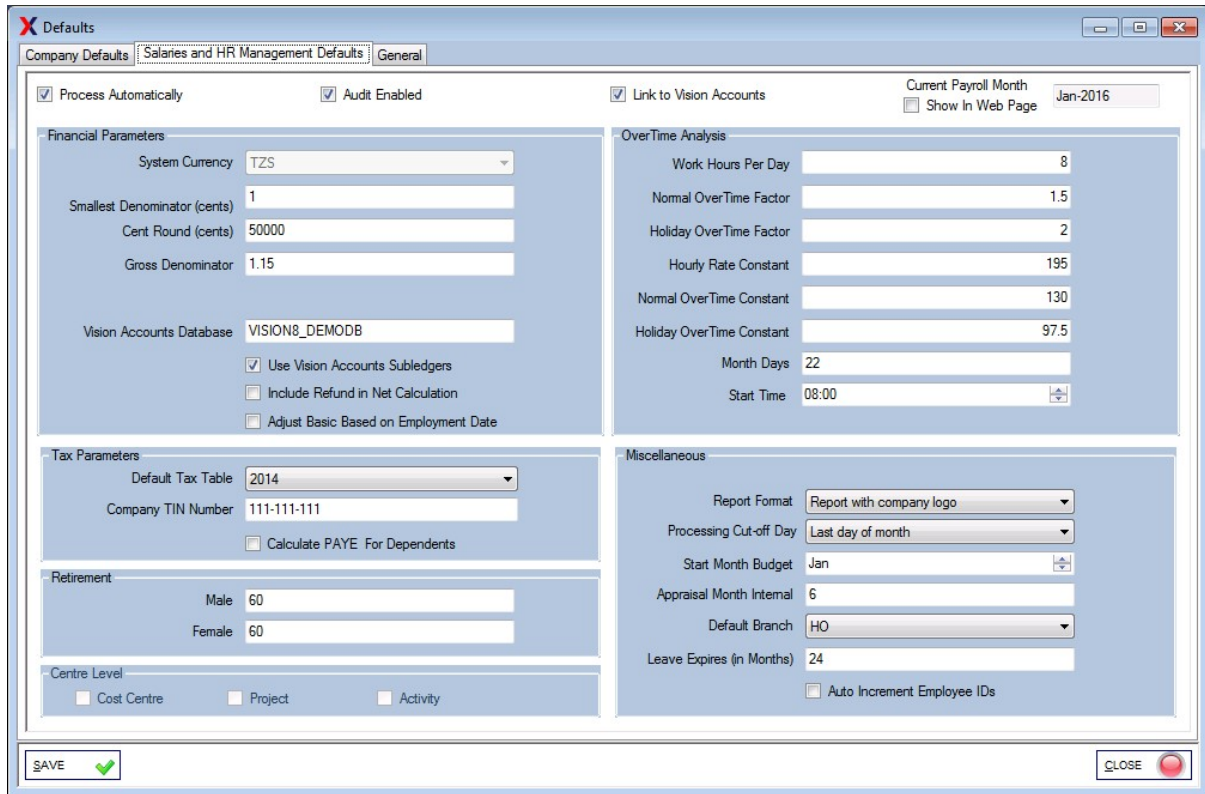 Defaults
Company Defaults Salaries and HR Management Defaults General
Process Automatically Audit Enabled Link to Vision Accounts Current Payroll Month
Show In Web Page Jan-2016
Financial Parameters
System Currency TZS
Smallest Denominator (cents) 1
Cent Round (cents) 50000
Gross Denominator 1.15
Vision Accounts Database VISION8_DEMODB
Use Vision Accounts Subledgers
Include Refund in Net Calculation
Adjust Basic Based on Employment Date
OverTime Analysis
Work Hours Per Day 8
Normal OverTime Factor 1.5
Holiday OverTime Factor 2
Hourly Rate Constant 195
Normal OverTime Constant 130
Holiday OverTime Constant 97.5
Month Days 22
Start Time 08:00
Tax Parameters
Default Tax Table 2014
Company TIN Number 111-111-111
Calculate PAYE For Dependents
Retirement
Male 60
Female 60
Centre Level
Cost Centre Project Activity
Miscellaneous
Report Format Report with company logo
Processing Cut-off Day Last day of month
Start Month Budget Jan
Appraisal Month Internal 6
Default Branch HO
Leave Expires (in Months) 24
Auto Increment Employee IDs
SAVE CLOSE